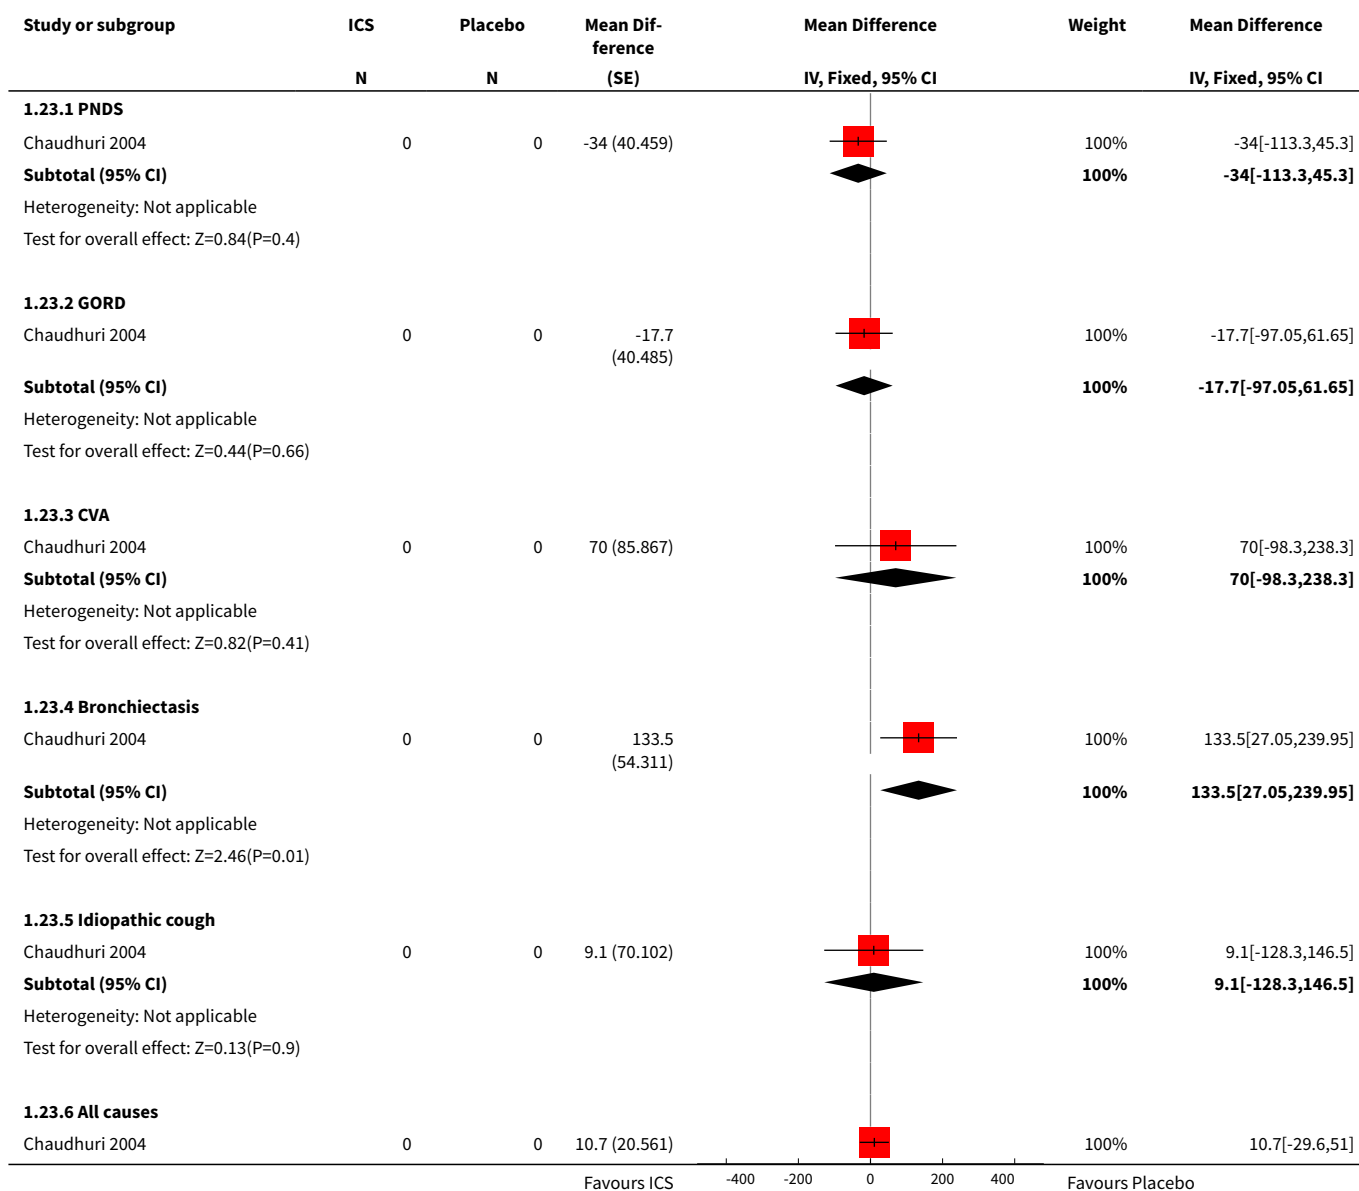 Study or subgroup ICS Placebo Mean Dif- Mean Difference Weight Mean Difference
ference
N N (SE) IV, Fixed, 95% CI IV, Fixed, 95% CI
1.23.1 PNDS
Chaudhuri 2004 0 0 -34 (40.459) 100% -34[-113.3,45.3]
Subtotal (95% CI) 100% -34[-113.3,45.3]
Heterogeneity: Not applicable
Test for overall effect: Z=0.84(P=0.4)
1.23.2 GORD
Chaudhuri 2004 0 0 -17.7 100% -17.7[-97.05,61.65]
(40.485)
Subtotal (95% CI) 100% -17.7[-97.05,61.65]
Heterogeneity: Not applicable
Test for overall effect: Z=0.44(P=0.66)
1.23.3 CVA
Chaudhuri 2004 0 0 70 (85.867) 100% 70[-98.3,238.3]
Subtotal (95% CI) 100% 70[-98.3,238.3]
Heterogeneity: Not applicable
Test for overall effect: Z=0.82(P=0.41)
1.23.4 Bronchiectasis
Chaudhuri 2004 0 0 133.5 100% 133.5[27.05,239.95]
(54.311)
Subtotal (95% CI) 100% 133.5[27.05,239.95]
Heterogeneity: Not applicable
Test for overall effect: Z=2.46(P=0.01)
1.23.5 Idiopathic cough
Chaudhuri 2004 0 0 9.1 (70.102) 100% 9.1[-128.3,146.5]
Subtotal (95% CI) 100% 9.1[-128.3,146.5]
Heterogeneity: Not applicable
Test for overall effect: Z=0.13(P=0.9)
1.23.6 All causes
Chaudhuri 2004 0 0 10.7 (20.561) 100% 10.7[-29.6,51]
Favours ICS -400 -200 0 200 400 Favours Placebo